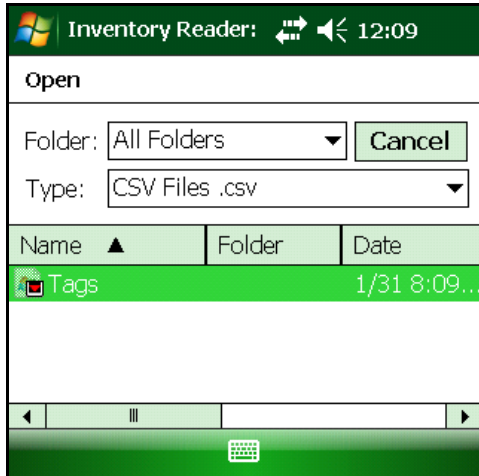 Inventory Reader: 12:09
Open
Folder: All Folders Cancel
Type: CSV Files .csv
Name Folder Date
Tags 1/31 8:09...